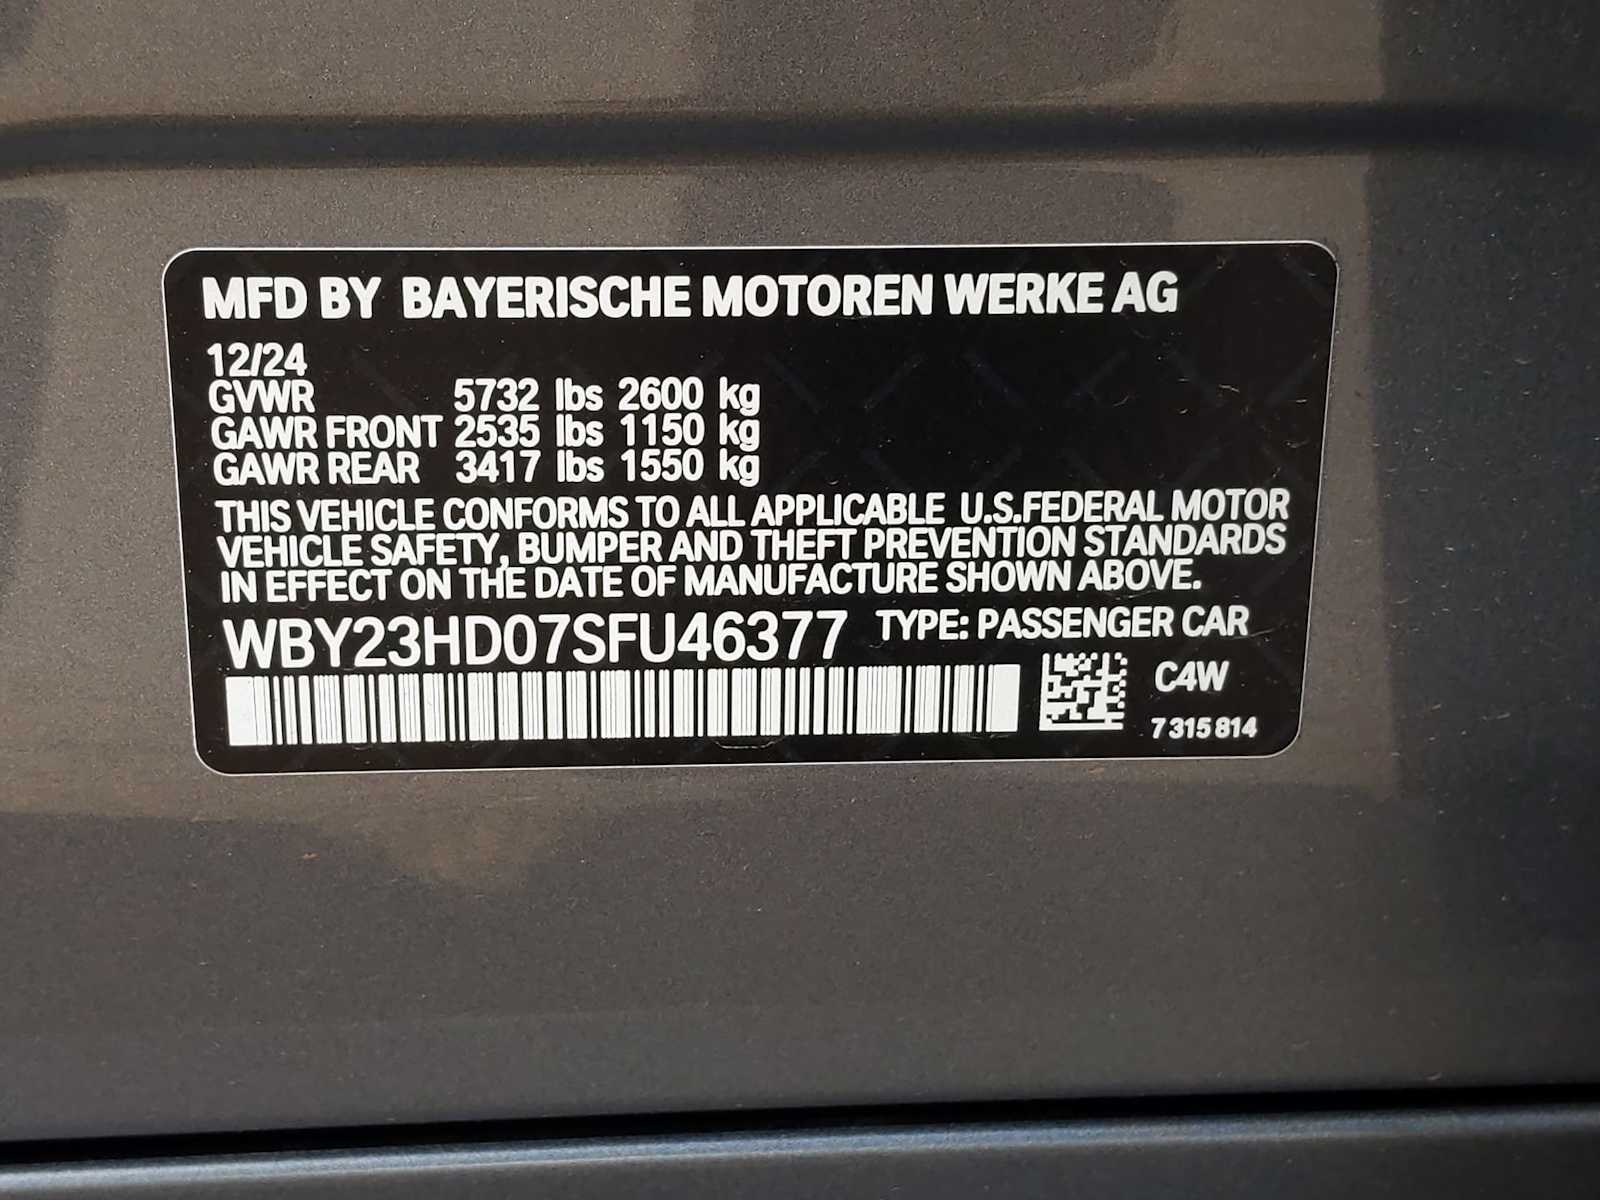 MFD BY BAYERISCHE MOTOREN WERKE AG
12/24
GVWR 5732 lbs 2600 kg
GAWR FRONT 2535 lbs 1150 kg
GAWR REAR 3417 lbs 1550 kg
THIS VEHICLE CONFORMS TO ALL APPLICABLE U.S.FEDERAL MOTOR
VEHICLE SAFETY, BUMPER AND THEFT PREVENTION STANDARDS
IN EFFECT ON THE DATE OF MANUFACTURE SHOWN ABOVE.
WBY23HD07SFU46377 TYPE: PASSENGER CAR
C4W
7 315 814